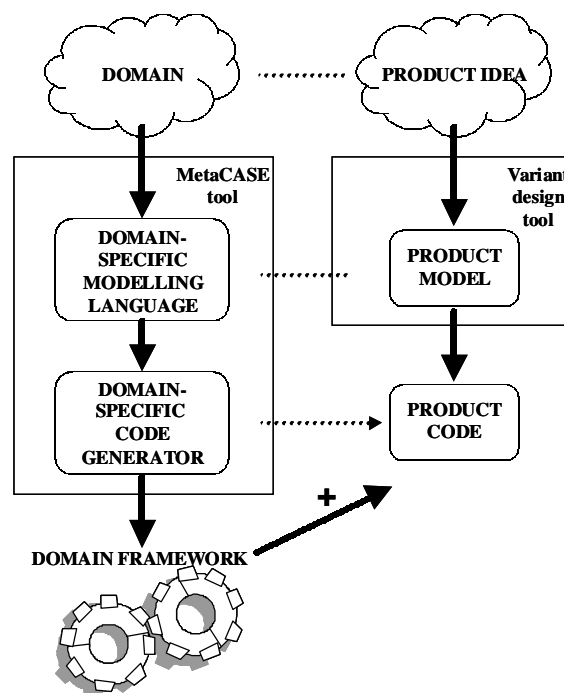 DOMAIN
PRODUCT IDEA
MetaCASE
tool
Variant
design
tool
DOMAIN-
SPECIFIC
MODELLING
LANGUAGE
PRODUCT
MODEL
DOMAIN-
SPECIFIC
CODE
GENERATOR
PRODUCT
CODE
+
DOMAIN FRAMEWORK